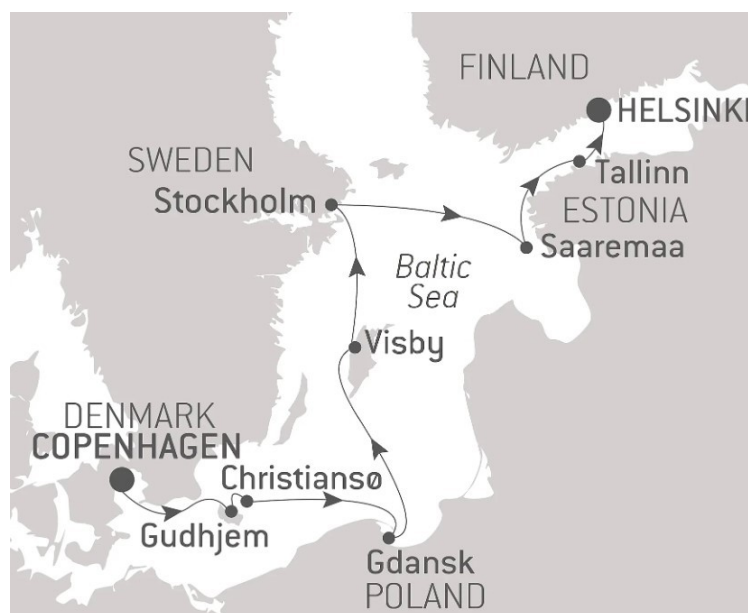 FINLAND
HELSINKI
SWEDEN
Stockholm
Tallinn
ESTONIA
Saaremaa
Baltic
Sea
Visby
DENMARK
COPENHAGEN
Christiansø
Gudhjem
Gdansk
POLAND